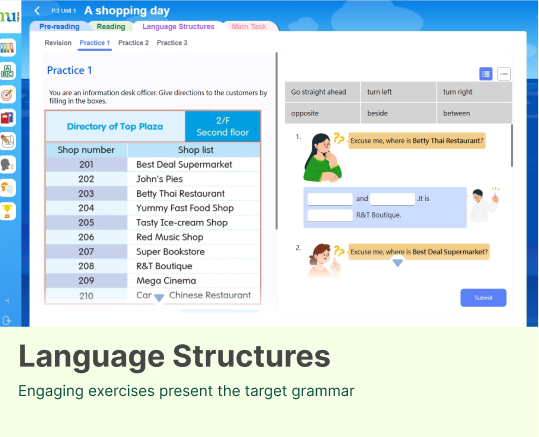 P.3 Unit 1 A shopping day
Pre-reading Reading Language Structures Main Task
Revision Practice 1 Practice 2 Practice 3
Practice 1
You are an information desk officer. Give directions to the customers by
filling in the boxes.
Directory of Top Plaza
2/F
Second floor
Shop number Shop list
201 Best Deal Supermarket
202 John's Pies
203 Betty Thai Restaurant
204 Yummy Fast Food Shop
205 Tasty Ice-cream Shop
206 Red Music Shop
207 Super Bookstore
208 R&T Boutique
209 Mega Cinema
210 Car Chinese Restaurant
Go straight ahead turn left turn right
opposite beside between
1.
?? Excuse me, where is Betty Thai Restaurant?
and .It is
R&T Boutique.
2.
?? Excuse me, where is Best Deal Supermarket?
Submit
Language Structures
Engaging exercises present the target grammar